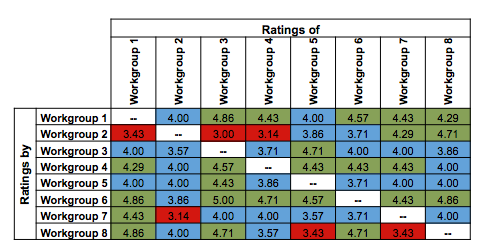 Ratings of
Workgroup 1 Workgroup 2 Workgroup 3 Workgroup 4 Workgroup 5 Workgroup 6 Workgroup 7 Workgroup 8
Ratings by
Workgroup 1 -- 4.00 4.86 4.43 4.00 4.57 4.43 4.29
Workgroup 2 3.43 -- 3.00 3.14 3.86 3.71 4.29 4.71
Workgroup 3 4.00 3.57 -- 3.71 4.71 4.00 4.00 3.86
Workgroup 4 4.29 4.00 4.57 -- 4.43 4.43 4.43 4.00
Workgroup 5 4.00 4.00 4.43 3.86 -- 3.71 4.00 4.00
Workgroup 6 4.86 3.86 5.00 4.71 4.57 -- 4.43 4.86
Workgroup 7 4.43 3.14 4.00 4.00 3.57 3.71 -- 4.00
Workgroup 8 4.86 4.00 4.71 3.57 3.43 4.71 3.43 --